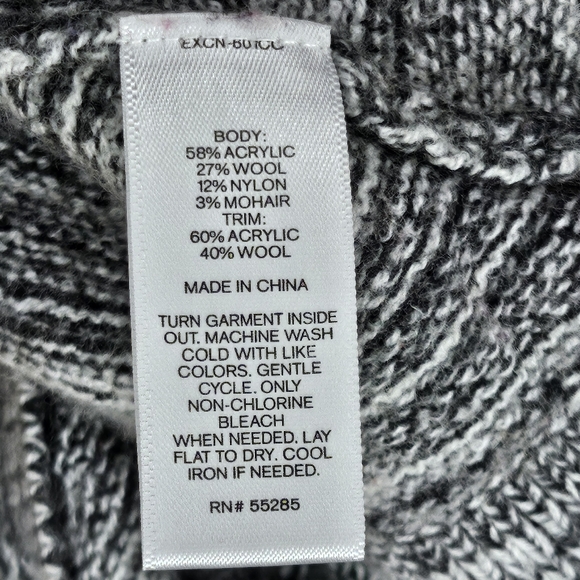 BODY:
58% ACRYLIC
27% WOOL
12% NYLON
3% MOHAIR
TRIM:
60% ACRYLIC
40% WOOL
MADE IN CHINA
TURN GARMENT INSIDE
OUT. MACHINE WASH
COLD WITH LIKE
COLORS. GENTLE
CYCLE. ONLY
NON-CHLORINE
BLEACH
WHEN NEEDED. LAY
FLAT TO DRY. COOL
IRON IF NEEDED.
RN# 55285